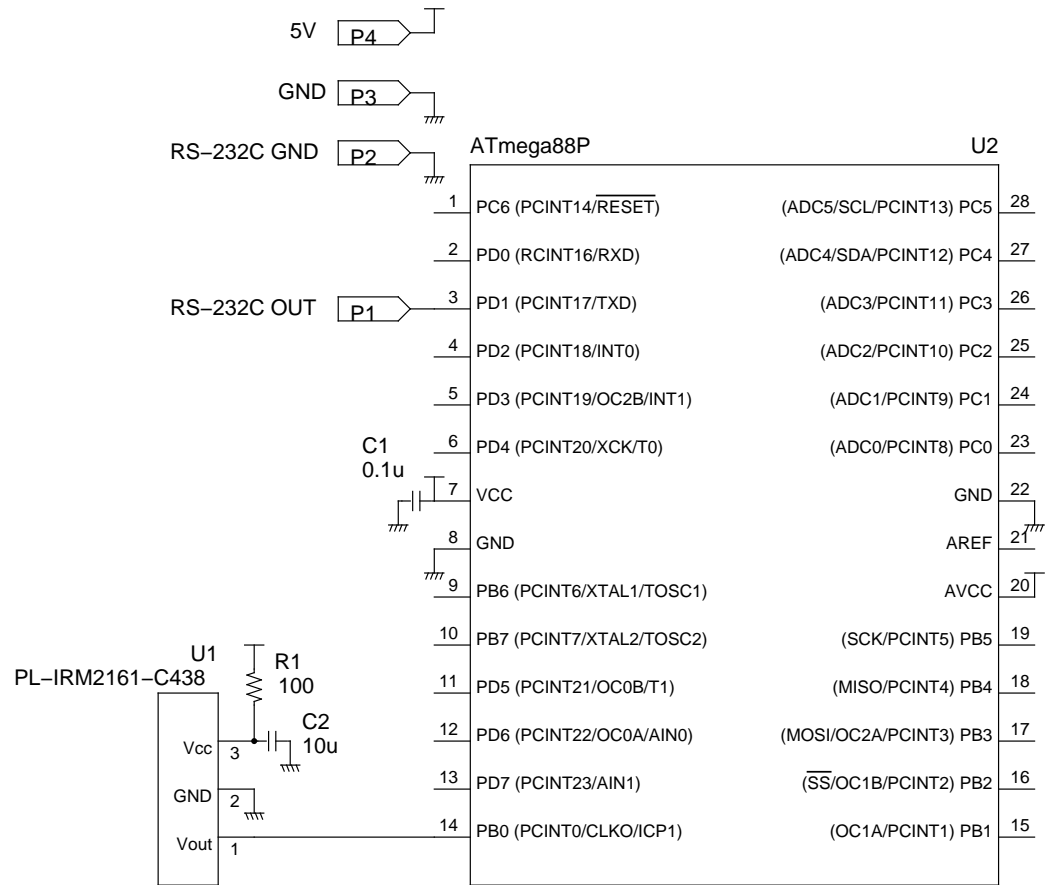 5V P4
GND P3
RS−232C GND P2
ATmega88P U2
1 PC6 (PCINT14/RESET) (ADC5/SCL/PCINT13) PC5 28
2 PD0 (RCINT16/RXD) (ADC4/SDA/PCINT12) PC4 27
RS−232C OUT P1 3 PD1 (PCINT17/TXD) (ADC3/PCINT11) PC3 26
4 PD2 (PCINT18/INT0) (ADC2/PCINT10) PC2 25
5 PD3 (PCINT19/OC2B/INT1) (ADC1/PCINT9) PC1 24
6 PD4 (PCINT20/XCK/T0) (ADC0/PCINT8) PC0 23
C1
0.1u
7 VCC GND 22
8 GND AREF 21
9 PB6 (PCINT6/XTAL1/TOSC1) AVCC 20
10 PB7 (PCINT7/XTAL2/TOSC2) (SCK/PCINT5) PB5 19
U1
PL−IRM2161−C438
R1
100
11 PD5 (PCINT21/OC0B/T1) (MISO/PCINT4) PB4 18
C2
10u
12 PD6 (PCINT22/OC0A/AIN0) (MOSI/OC2A/PCINT3) PB3 17
Vcc 3
13 PD7 (PCINT23/AIN1) (SS/OC1B/PCINT2) PB2 16
GND 2
14 PB0 (PCINT0/CLKO/ICP1) (OC1A/PCINT1) PB1 15
Vout 1